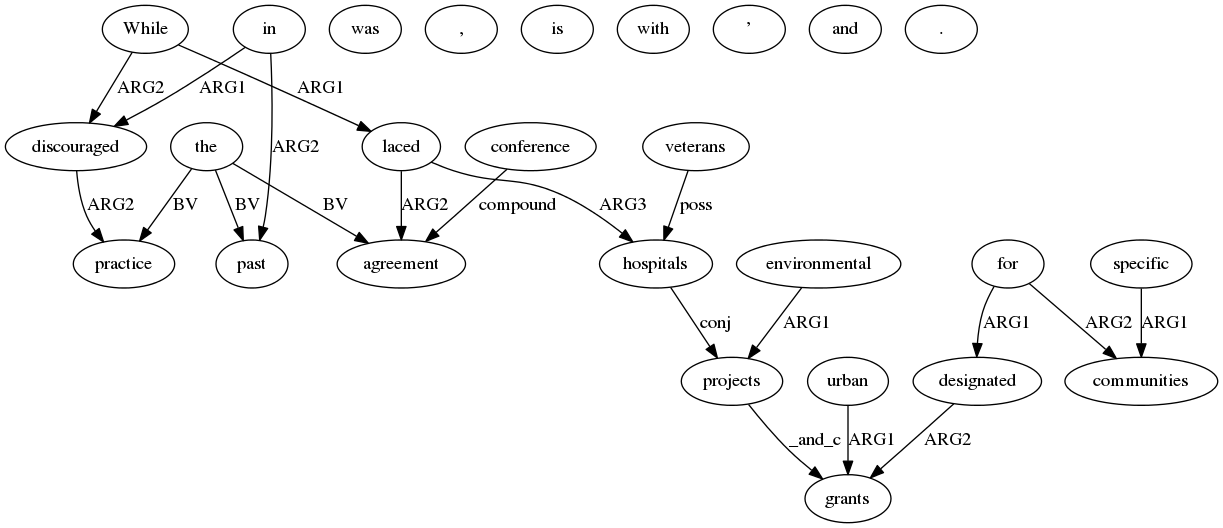 While in was , is with ’ and .
ARG2 ARG1 ARG1
discouraged the laced conference veterans
ARG2
ARG2 BV BV BV ARG2 compound ARG3 poss
practice past agreement hospitals environmental for specific
conj ARG1 ARG1 ARG2 ARG1
projects urban designated communities
_and_c ARG1 ARG2
grants